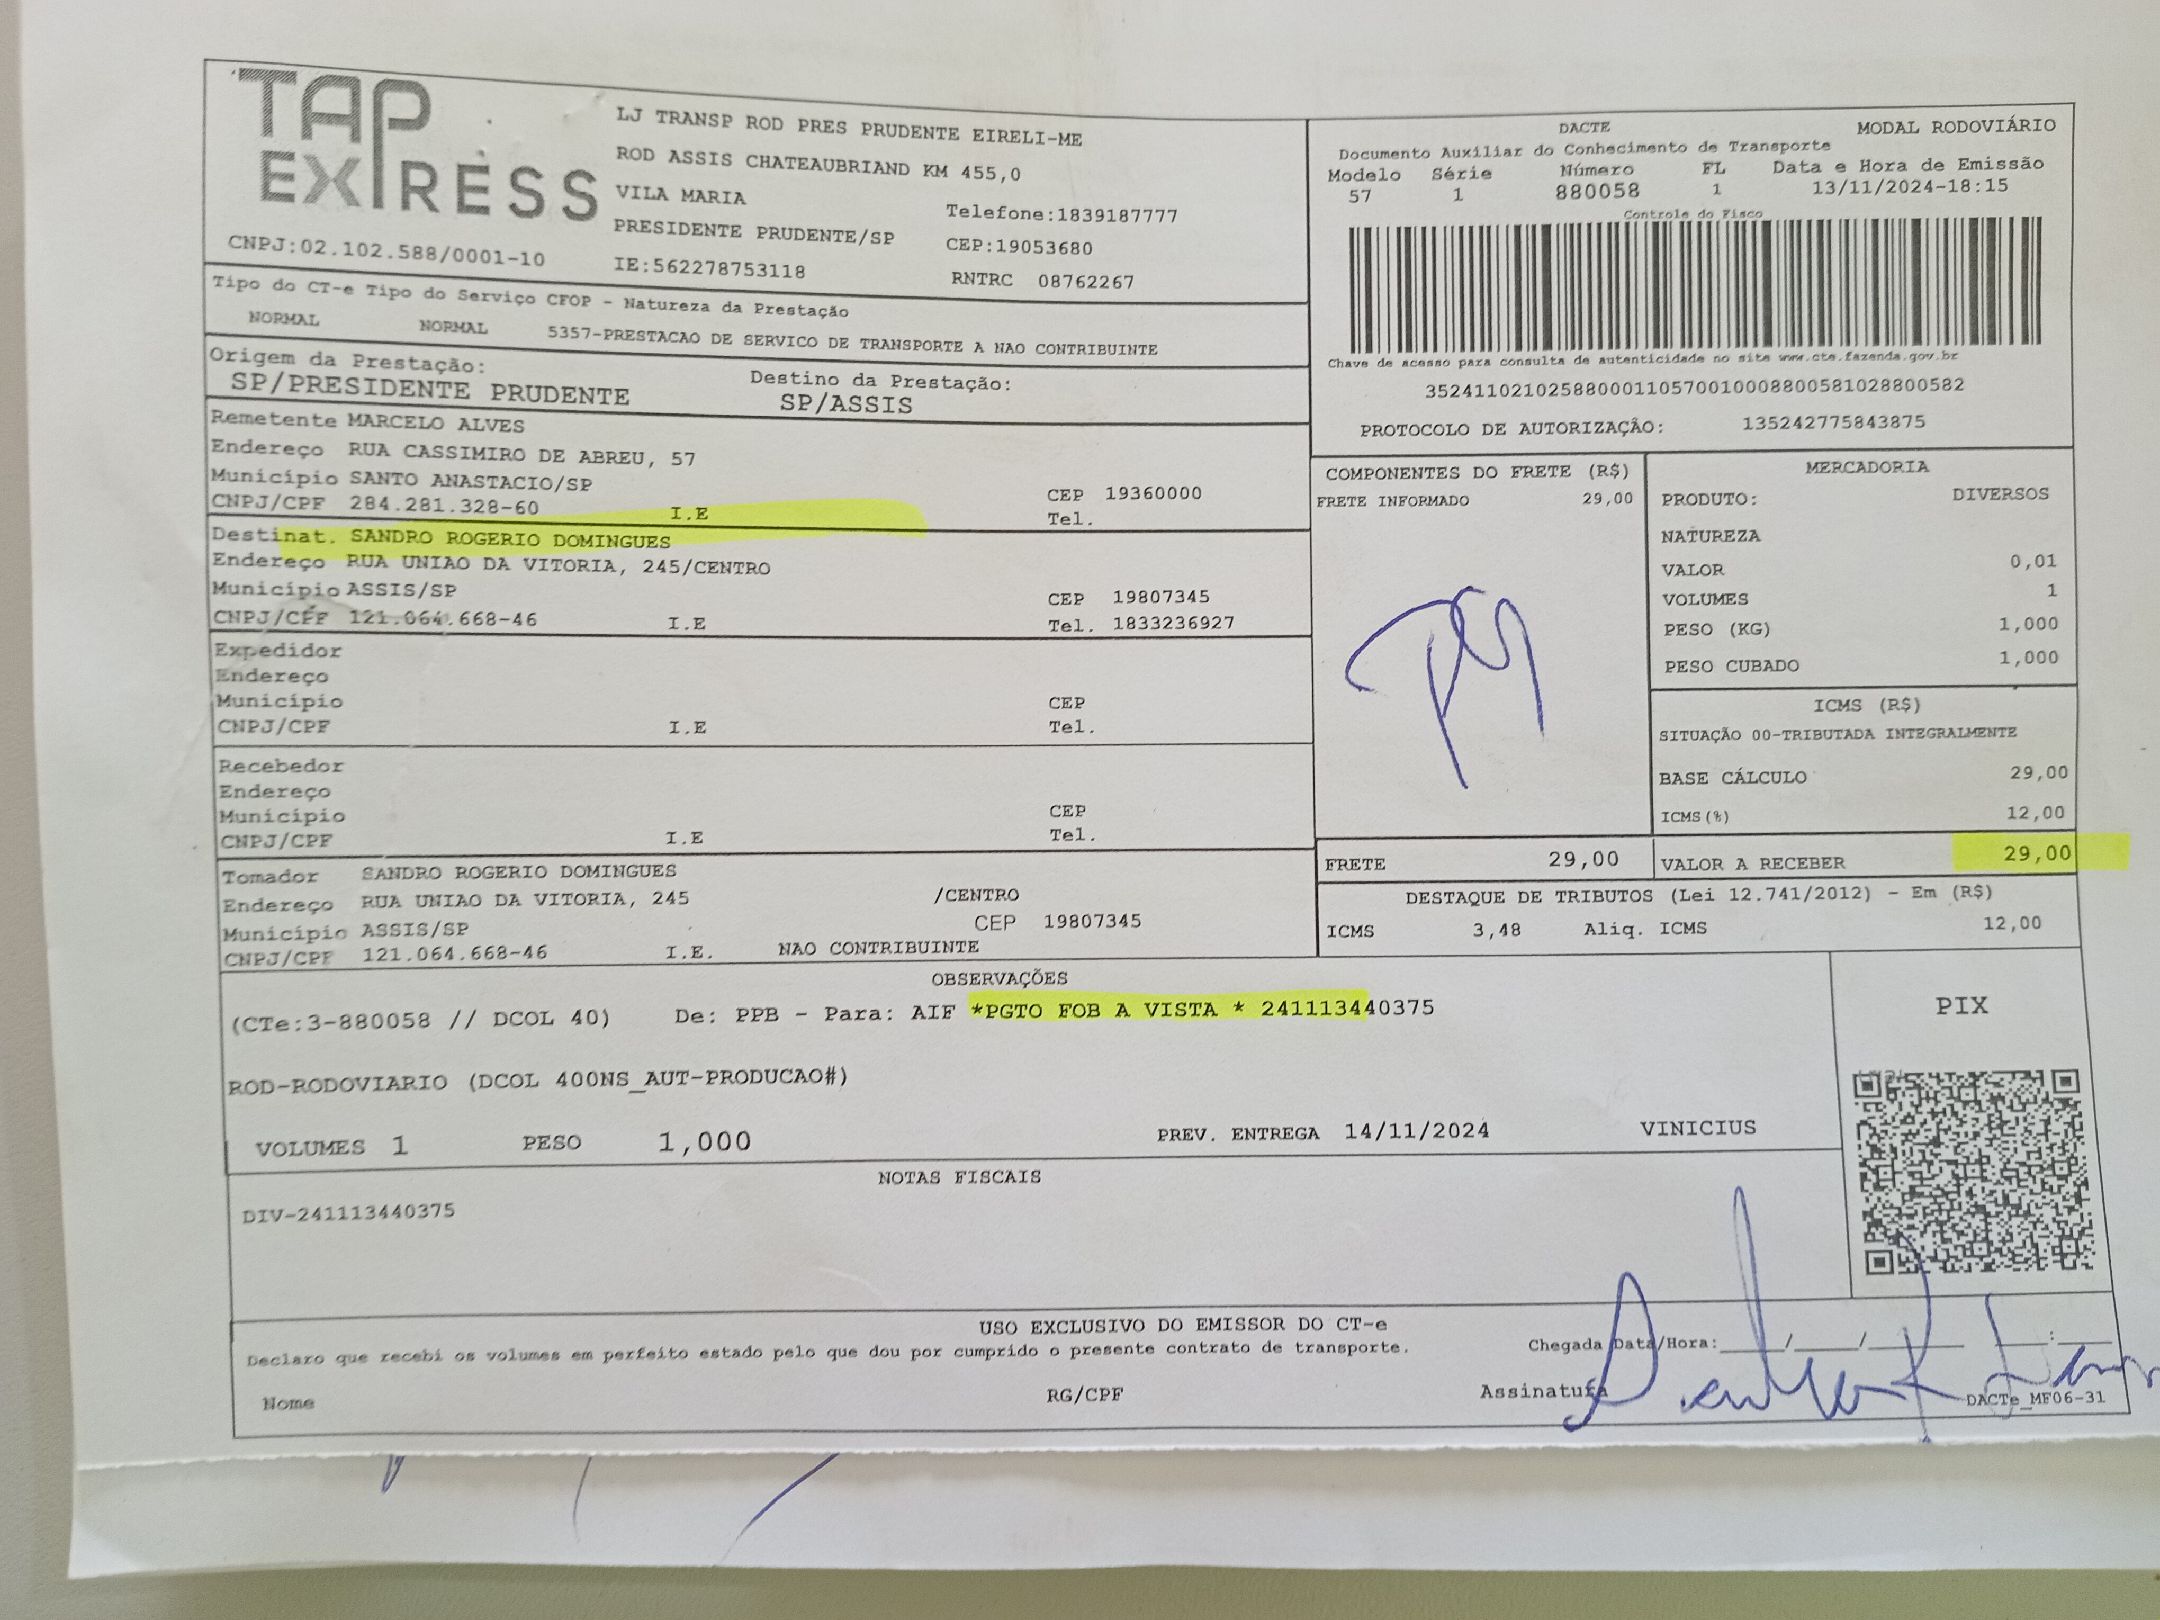 TAP
EXPRESS
CNPJ:02.102.588/0001-10
LJ TRANSP ROD PRES PRUDENTE EIRELI-ME
ROD ASSIS CHATEAUBRIAND KM 455,0
VILA MARIA
Telefone:1839187777
PRESIDENTE PRUDENTE/SP
CEP:19053680
IE:562278753118
RNTRC 08762267
DACTE MODAL RODOVIÁRIO
Documento Auxiliar do Conhecimento de Transporte
Modelo Série Número FL Data e Hora de Emissão
57 1 880058 1 13/11/2024-18:15
Controle do Fisco
Chave de acesso para consulta de autenticidade no site www.cte.fazenda.gov.br
35241102102588000110570010008800581028800582
PROTOCOLO DE AUTORIZAÇÃO: 135242775843875
Tipo do CT-e Tipo do Serviço CFOP - Natureza da Prestação
NORMAL NORMAL 5357-PRESTACAO DE SERVICO DE TRANSPORTE A NAO CONTRIBUINTE
Origem da Prestação: Destino da Prestação:
SP/PRESIDENTE PRUDENTE SP/ASSIS
Remetente MARCELO ALVES
Endereço RUA CASSIMIRO DE ABREU, 57
Município SANTO ANASTACIO/SP CEP 19360000
CNPJ/CPF 284.281.328-60 I.E Tel.
Destinat. SANDRO ROGERIO DOMINGUES
Endereço RUA UNIAO DA VITORIA, 245/CENTRO
Município ASSIS/SP CEP 19807345
CNPJ/CPF 121.064.668-46 I.E Tel. 1833236927
Expedidor
Endereço
Município CEP
CNPJ/CPF I.E Tel.
Recebedor
Endereço
Município CEP
CNPJ/CPF I.E Tel.
Tomador SANDRO ROGERIO DOMINGUES
Endereço RUA UNIAO DA VITORIA, 245 /CENTRO
Município ASSIS/SP CEP 19807345
CNPJ/CPF 121.064.668-46 I.E. NAO CONTRIBUINTE
COMPONENTES DO FRETE (R$)
FRETE INFORMADO 29,00
MERCADORIA
PRODUTO: DIVERSOS
NATUREZA
VALOR 0,01
VOLUMES 1
PESO (KG) 1,000
PESO CUBADO 1,000
ICMS (R$)
SITUAÇÃO 00-TRIBUTADA INTEGRALMENTE
BASE CÁLCULO 29,00
ICMS(%) 12,00
FRETE 29,00 VALOR A RECEBER 29,00
DESTAQUE DE TRIBUTOS (Lei 12.741/2012) - Em (R$)
ICMS 3,48 Aliq. ICMS 12,00
OBSERVAÇÕES
(CTe:3-880058 // DCOL 40) De: PPB - Para: AIF *PGTO FOB A VISTA * 241113440375
ROD-RODOVIARIO (DCOL 400NS_AUT-PRODUCAO#)
VOLUMES 1 PESO 1,000 PREV. ENTREGA 14/11/2024 VINICIUS
PIX
NOTAS FISCAIS
DIV-241113440375
USO EXCLUSIVO DO EMISSOR DO CT-e
Declaro que recebi os volumes em perfeito estado pelo que dou por cumprido o presente contrato de transporte.
Chegada Data/Hora:_____/_____/________ ____:____
Nome RG/CPF Assinatura
DACTe_MF06-31